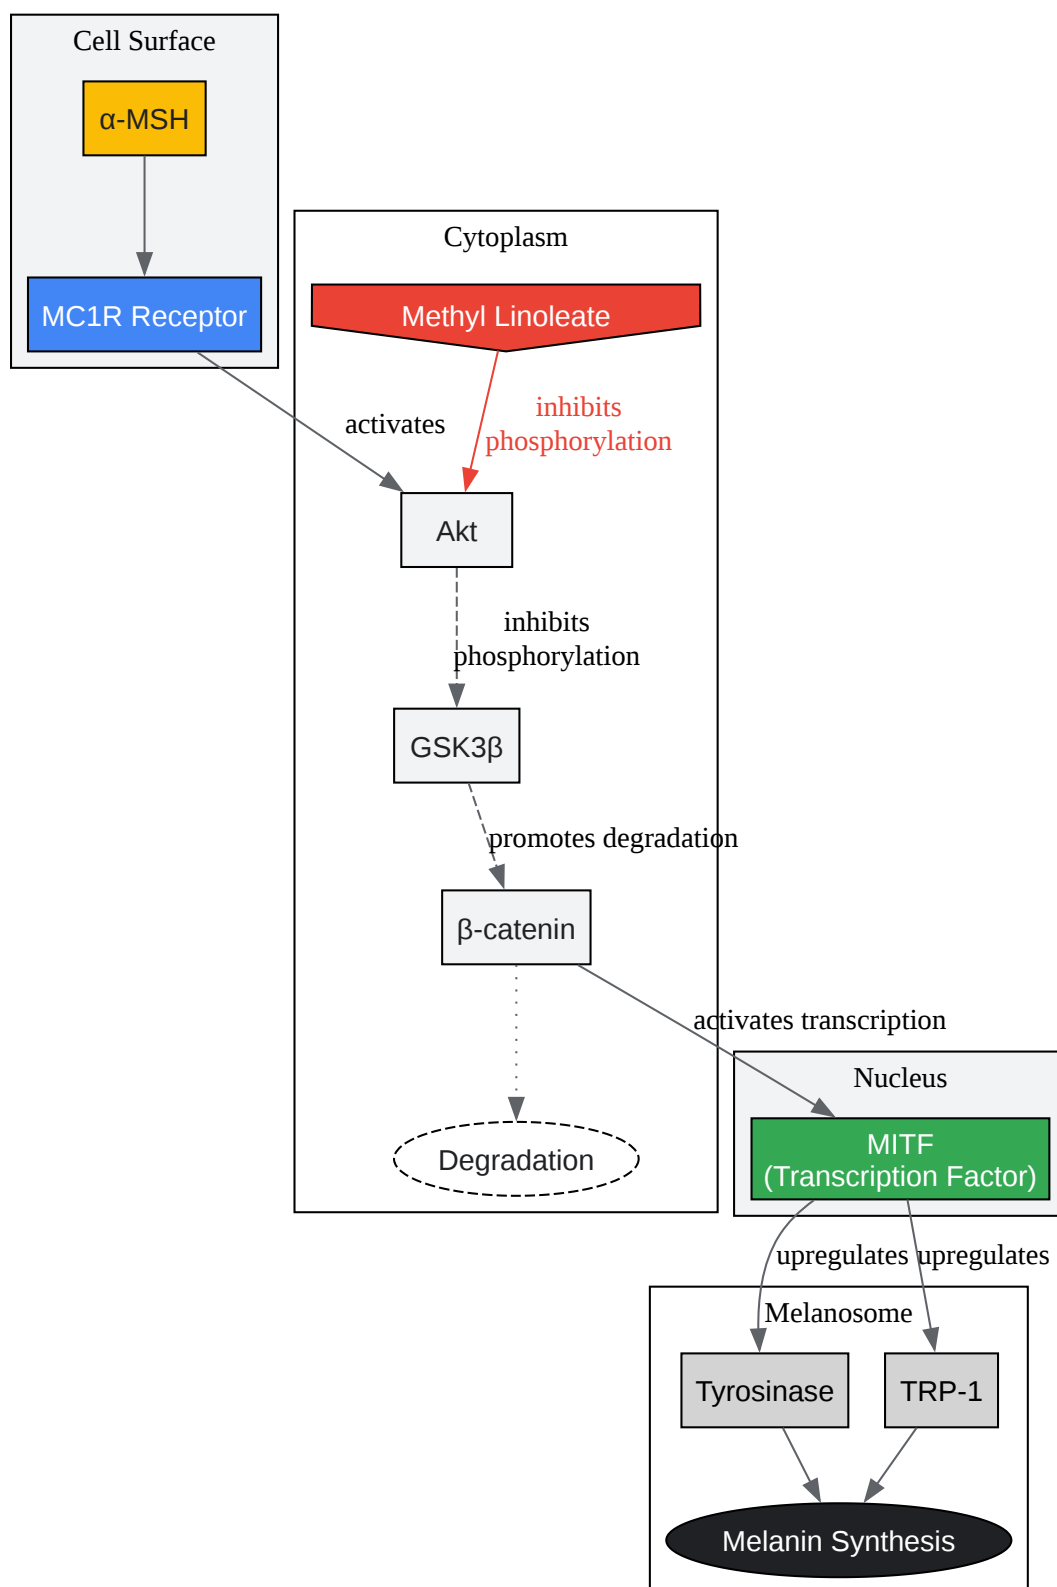 Cell Surface
α-MSH
MC1R Receptor
Cytoplasm
Methyl Linoleate
activates
inhibits
phosphorylation
Akt
inhibits
phosphorylation
GSK3β
promotes degradation
β-catenin
activates transcription
Degradation
Nucleus
MITF
(Transcription Factor)
upregulates
upregulates
Melanosome
Tyrosinase
TRP-1
Melanin Synthesis